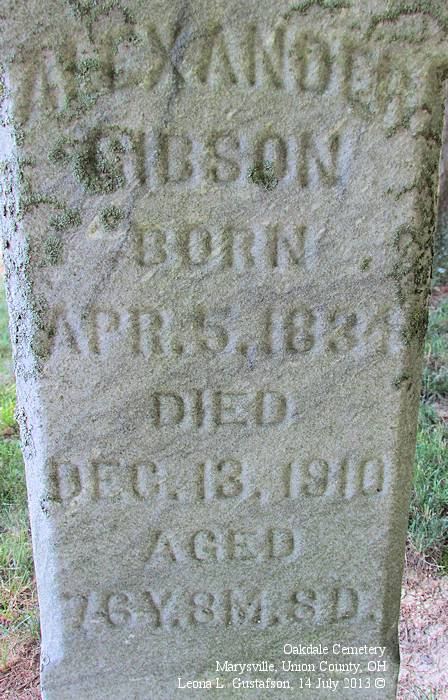 ALEXANDER
GIBSON
BORN
APR. 5, 1834
DIED
DEC. 13, 1910
AGED
76Y. 8M. 8D.
Oakdale Cemetery
Marysville, Union County, OH
Leona L. Gustafson, 14 July 2013 ©